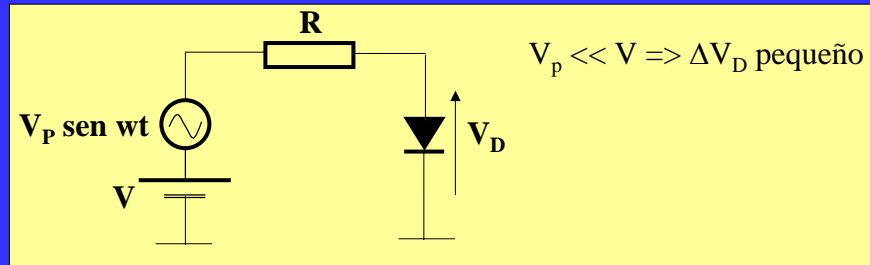 R
V_p << V => ΔV_D pequeño
V_P sen wt
V_D
V